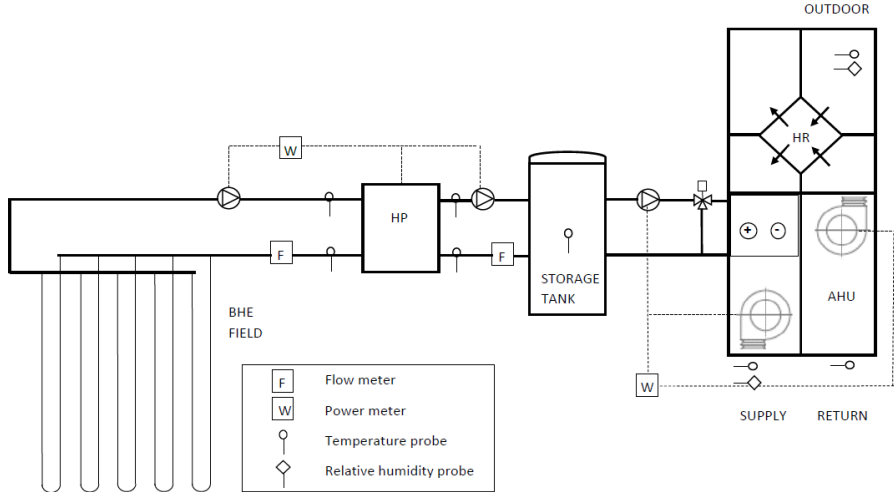 OUTDOOR
HR
W
HP
F
F
STORAGE
TANK
+ -
AHU
BHE
FIELD
W
SUPPLY RETURN
F Flow meter
W Power meter
Temperature probe
Relative humidity probe